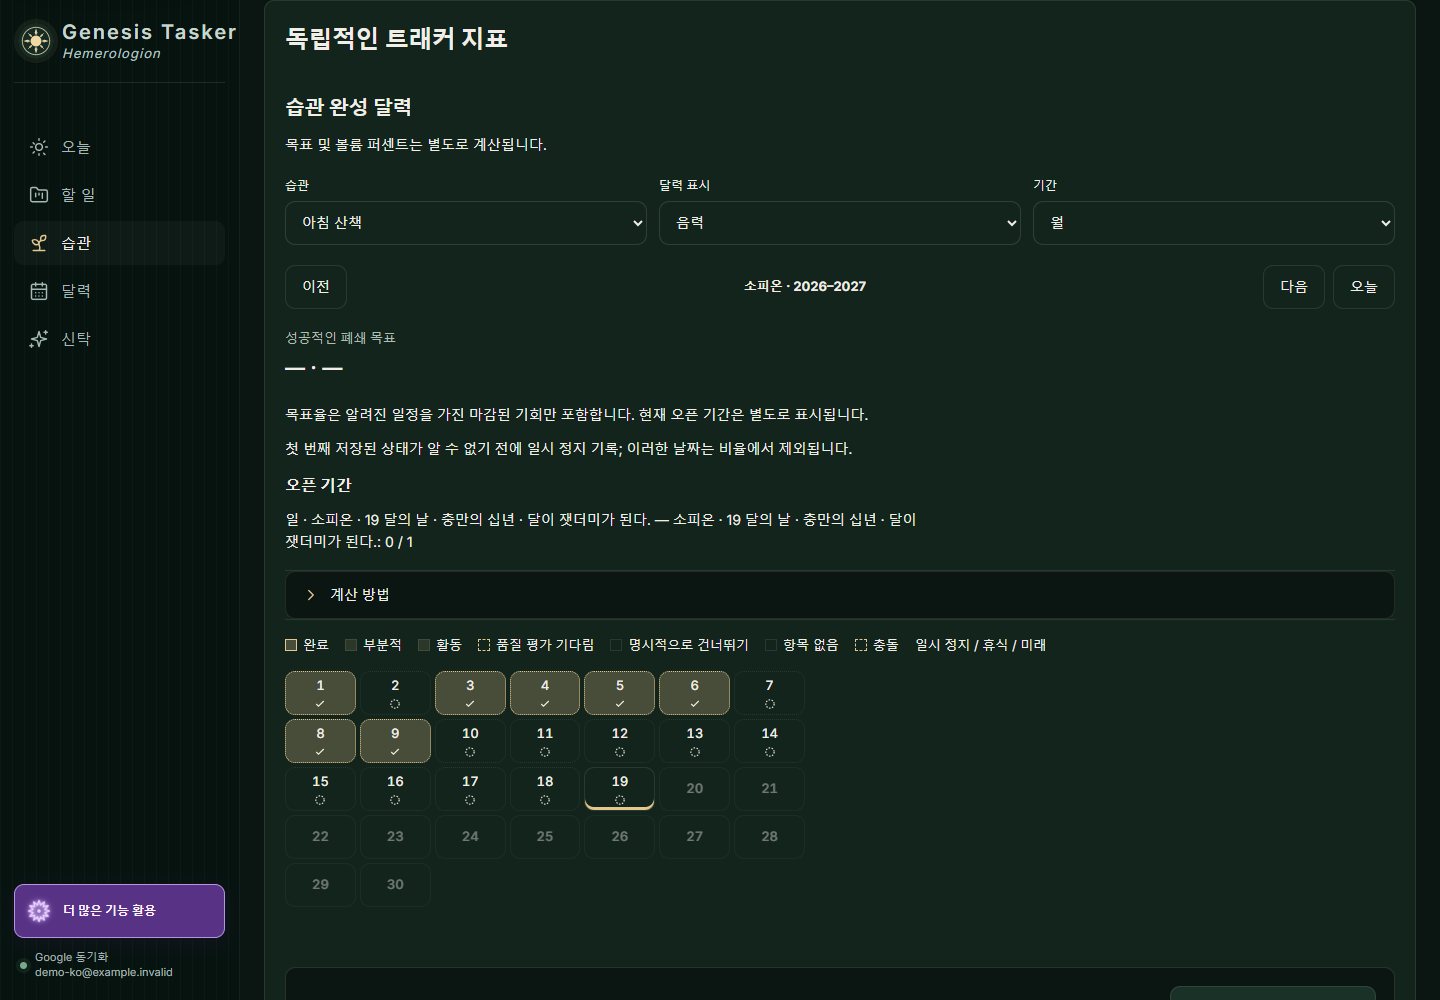 Genesis Tasker
Hemerologion
오늘
할 일
습관
달력
신탁
더 많은 기능 활용
Google 동기화
demo-ko@example.invalid
독립적인 트래커 지표
습관 완성 달력
목표 및 볼륨 퍼센트는 별도로 계산됩니다.
습관 달력 표시 기간
아침 산책 음력 월
이전 소피온 · 2026–2027 다음 오늘
성공적인 폐쇄 목표
— · —
목표율은 알려진 일정을 가진 마감된 기회만 포함합니다. 현재 오픈 기간은 별도로 표시됩니다.
첫 번째 저장된 상태가 알 수 없기 전에 일시 정지 기록; 이러한 날짜는 비율에서 제외됩니다.
오픈 기간
일 · 소피온 · 19 달의 날 · 충만의 십년 · 달이 잿더미가 된다. — 소피온 · 19 달의 날 · 충만의 십년 · 달이
잿더미가 된다.: 0 / 1
계산 방법
완료 부분적 활동 품질 평가 기다림 명시적으로 건너뛰기 항목 없음 충돌 일시 정지 / 휴식 / 미래
1 2 3 4 5 6 7
8 9 10 11 12 13 14
15 16 17 18 19 20 21
22 23 24 25 26 27 28
29 30